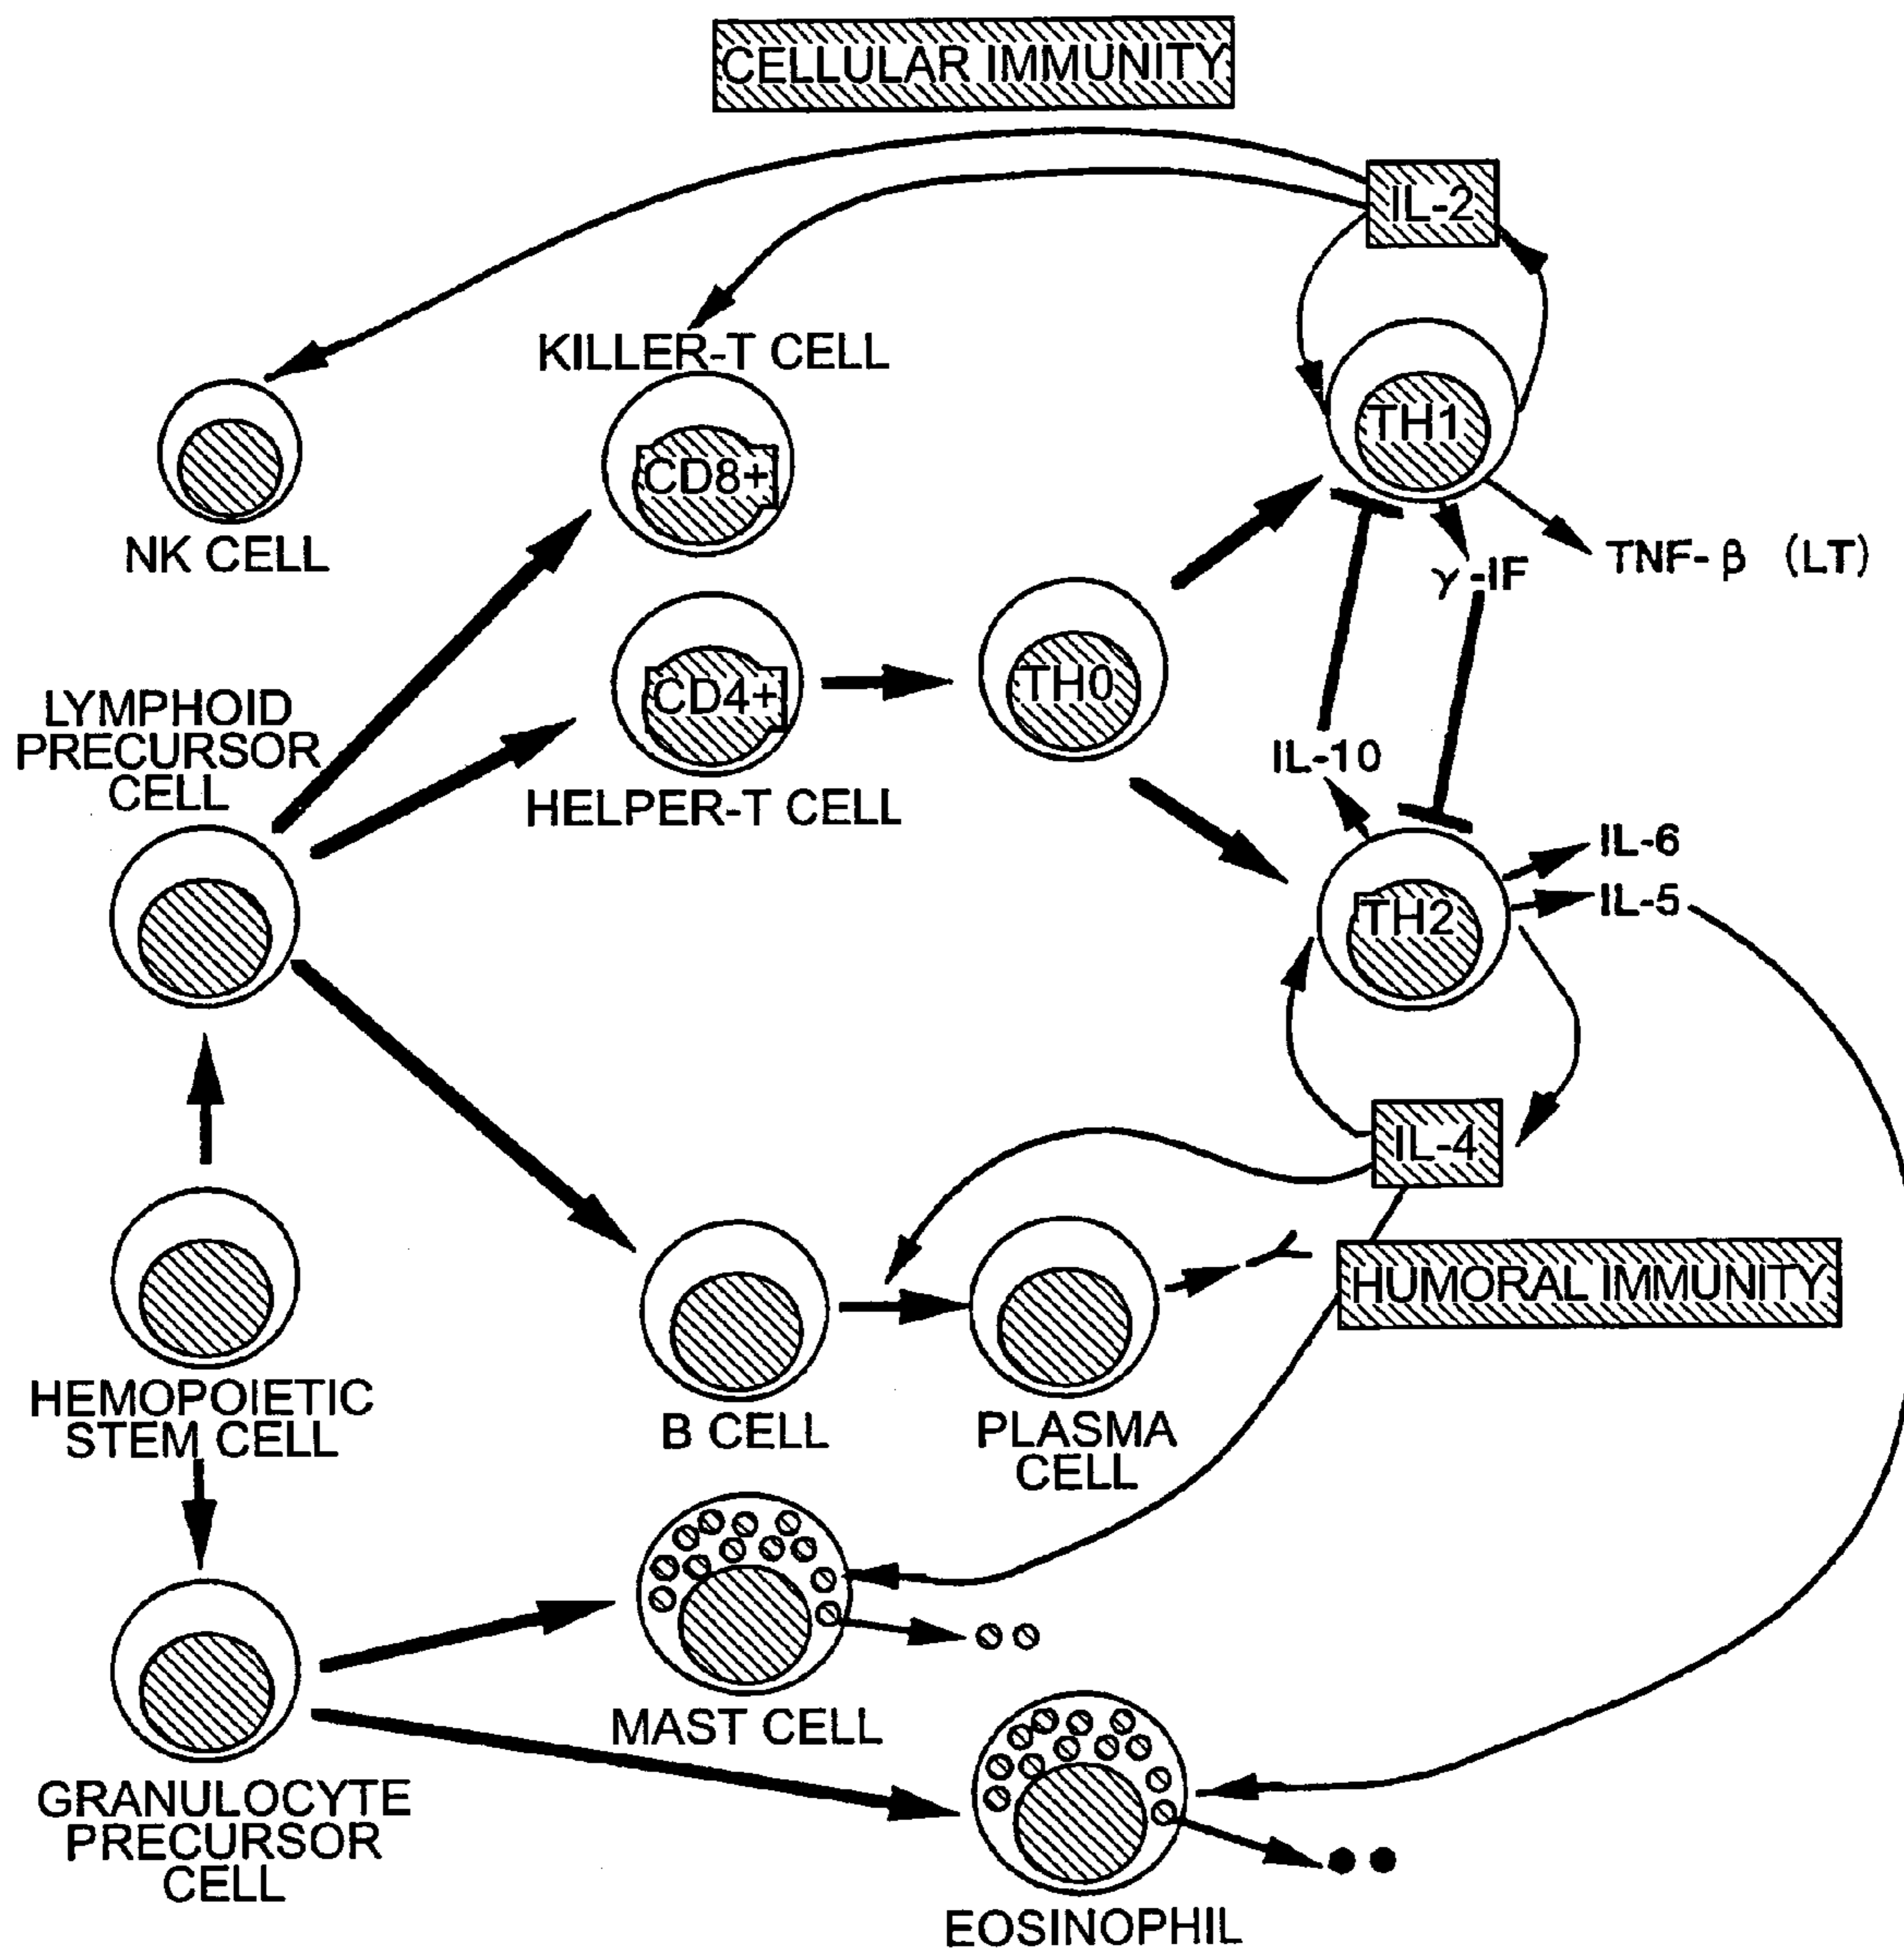 CELLULAR IMMUNITY
IL-2
KILLER-T CELL
TH1
CD8+
NK CELL
TNF-β (LT)
γ-IF
CD4+
TH0
LYMPHOID
PRECURSOR
CELL
IL-10
HELPER-T CELL
IL-6
IL-5
TH2
IL-4
HUMORAL IMMUNITY
HEMOPOIETIC
STEM CELL
B CELL
PLASMA
CELL
MAST CELL
GRANULOCYTE
PRECURSOR
CELL
EOSINOPHIL